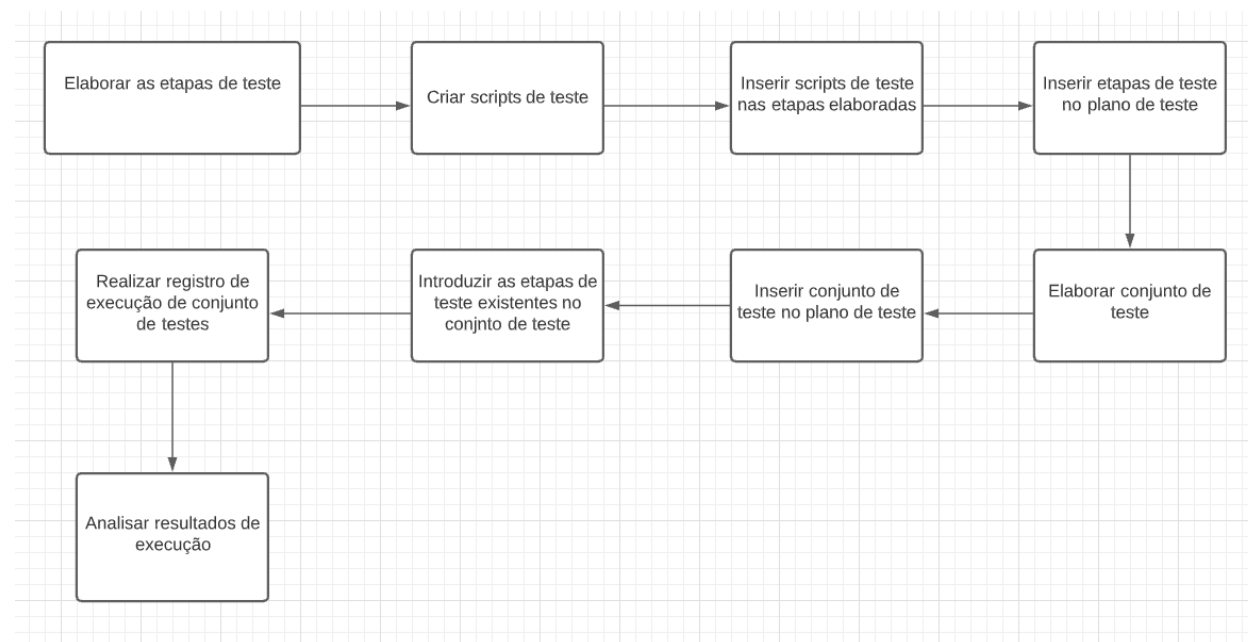 Elaborar as etapas de teste
Criar scripts de teste
Inserir scripts de teste
nas etapas elaboradas
Inserir etapas de teste
no plano de teste
Elaborar conjunto de
teste
Inserir conjunto de
teste no plano de teste
Introduzir as etapas de
teste existentes no
conjnto de teste
Realizar registro de
execução de conjunto
de testes
Analisar resultados de
execução